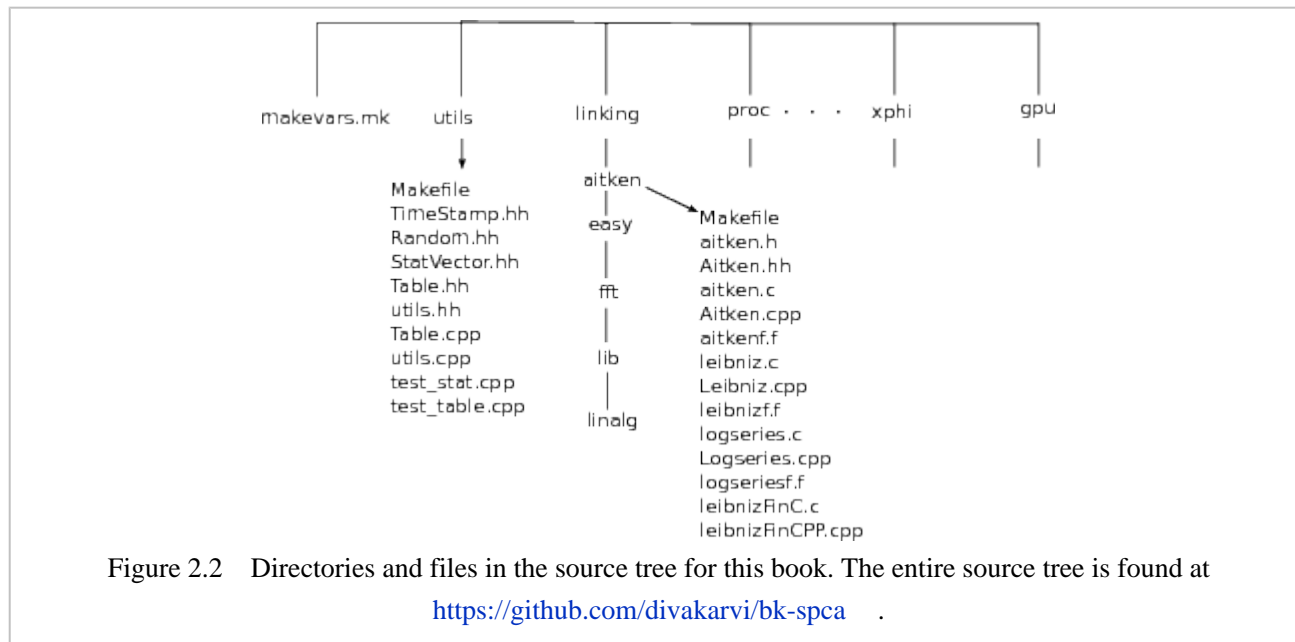 makevars.mk utils linking proc . . . xphi gpu
Makefile
TimeStamp.hh
Random.hh
StatVector.hh
Table.hh
utils.hh
Table.cpp
utils.cpp
test_stat.cpp
test_table.cpp
aitken
easy
fft
lib
linalg
Makefile
aitken.h
Aitken.hh
aitken.c
Aitken.cpp
aitkenf.f
leibniz.c
Leibniz.cpp
leibnizf.f
logseries.c
Logseries.cpp
logseriesf.f
leibnizFinC.c
leibnizFinCPP.cpp
Figure 2.2 Directories and files in the source tree for this book. The entire source tree is found at
https://github.com/divakarvi/bk-spca .